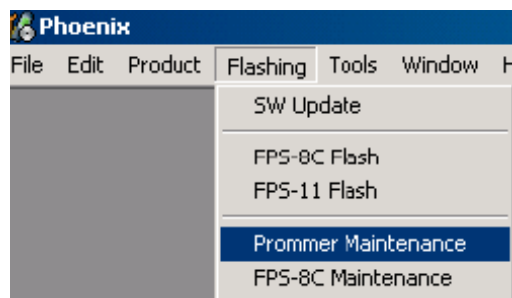 Phoenix
File Edit Product Flashing Tools Window H
SW Update
FPS-8C Flash
FPS-11 Flash
Prommer Maintenance
FPS-8C Maintenance